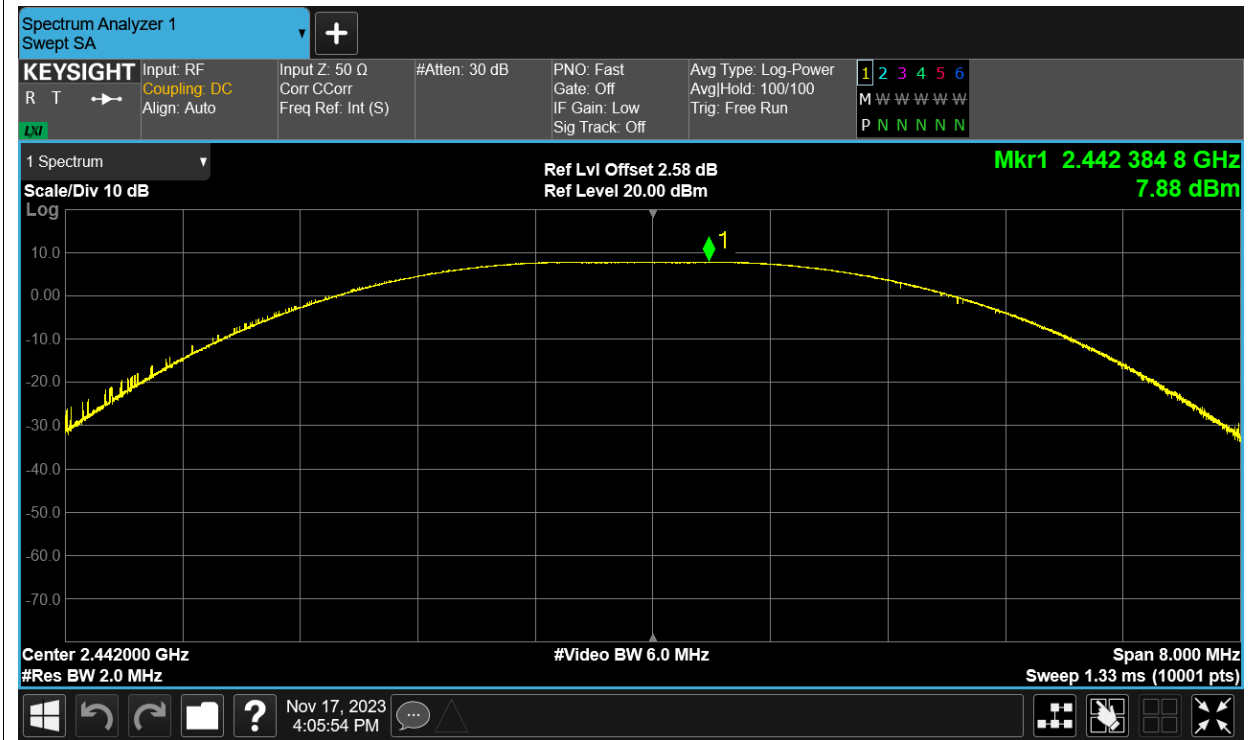 Spectrum Analyzer 1
Swept SA
KEYSIGHT
R T
LXI
Input: RF
Coupling: DC
Align: Auto
Input Z: 50 Ω
Corr CCorr
Freq Ref: Int (S)
#Atten: 30 dB
PNO: Fast
Gate: Off
IF Gain: Low
Sig Track: Off
Avg Type: Log-Power
Avg|Hold: 100/100
Trig: Free Run
1 2 3 4 5 6
M W W W W W
P N N N N N
1 Spectrum
Scale/Div 10 dB
Log
Ref Lvl Offset 2.58 dB
Ref Level 20.00 dBm
Mkr1 2.442 384 8 GHz
7.88 dBm
1
10.0
0.00
-10.0
-20.0
-30.0
-40.0
-50.0
-60.0
-70.0
Center 2.442000 GHz
#Res BW 2.0 MHz
#Video BW 6.0 MHz
Span 8.000 MHz
Sweep 1.33 ms (10001 pts)
?
Nov 17, 2023
4:05:54 PM